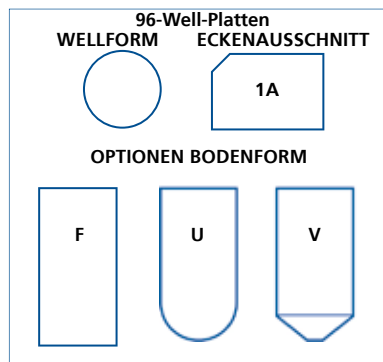 96-Well-Platten
WELLFORM ECKENAUSSCHNITT
1A
OPTIONEN BODENFORM
F U V